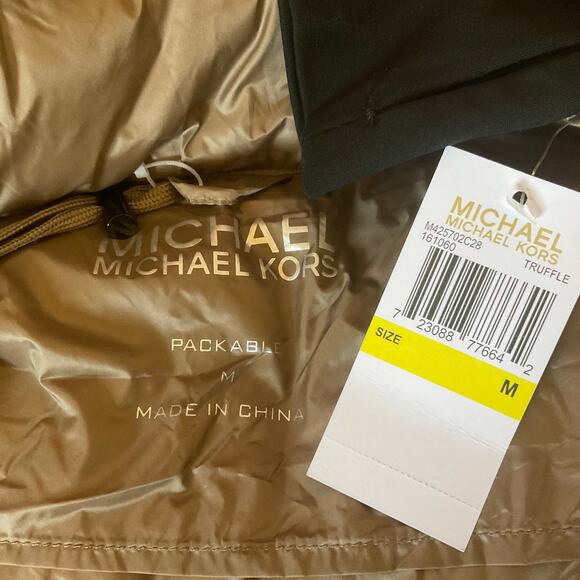 MICHAEL
MICHAEL KORS
PACKABLE
M
MADE IN CHINA
MICHAEL
MICHAEL KORS
M425702C28
161060 TRUFFLE
7 23088 77664 2
SIZE M